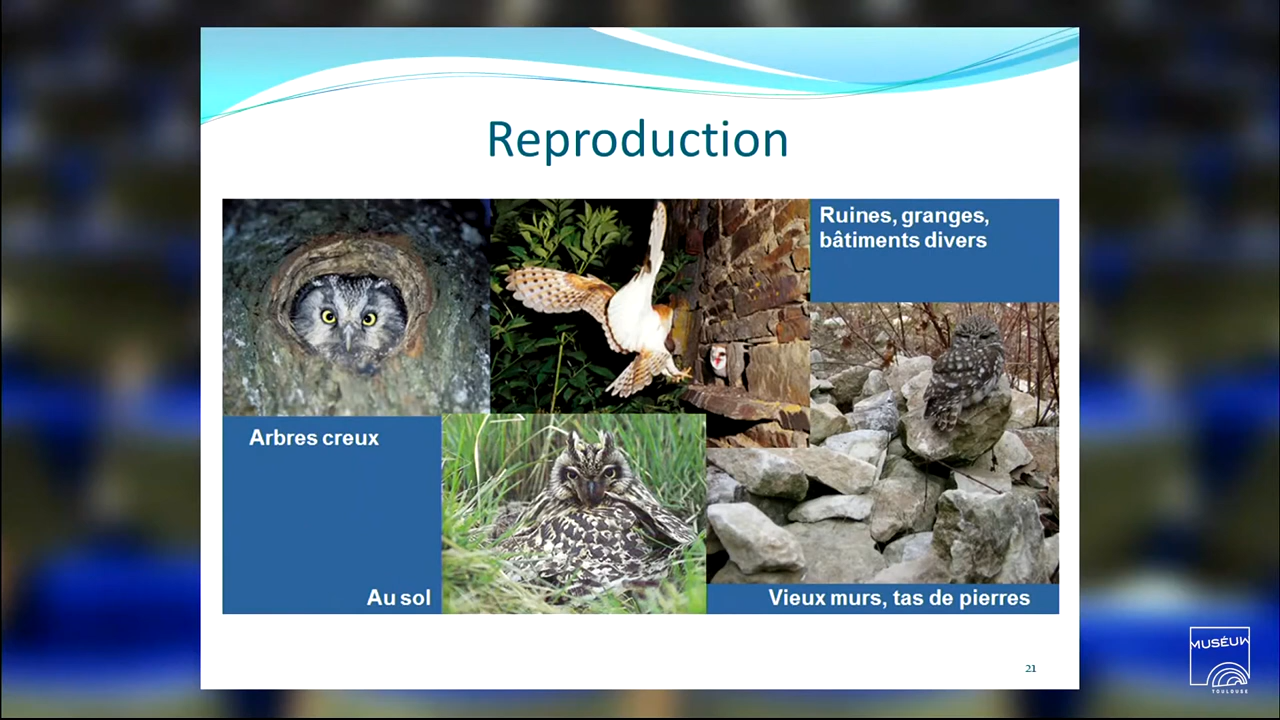 Reproduction
Ruines, granges,
bâtiments divers
Arbres creux
Au sol
Vieux murs, tas de pierres
21
MUSÉUM
TOULOUSE